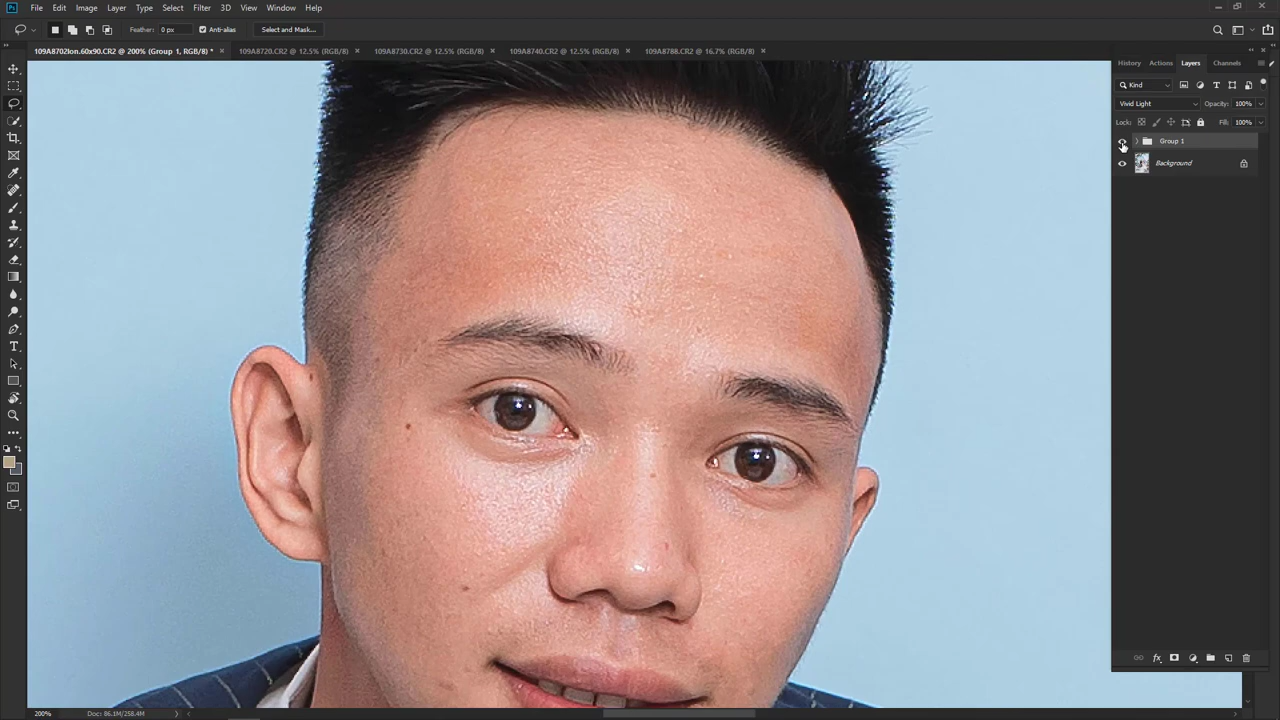 File Edit Image Layer Type Select Filter 3D View Window Help
Feather: 0 px Anti-alias Select and Mask...
109A8702lon.60x90.CR2 @ 200% (Group 1, RGB/8) * × 109A8720.CR2 @ 12.5% (RGB/8) × 109A8730.CR2 @ 12.5% (RGB/8) × 109A8740.CR2 @ 12.5% (RGB/8) × 109A8788.CR2 @ 16.7% (RGB/8) ×
History Actions Layers Channels
Kind
Vivid Light Opacity: 100%
Lock: Fill: 100%
Group 1
Background
200% Doc: 86.1M/258.4M